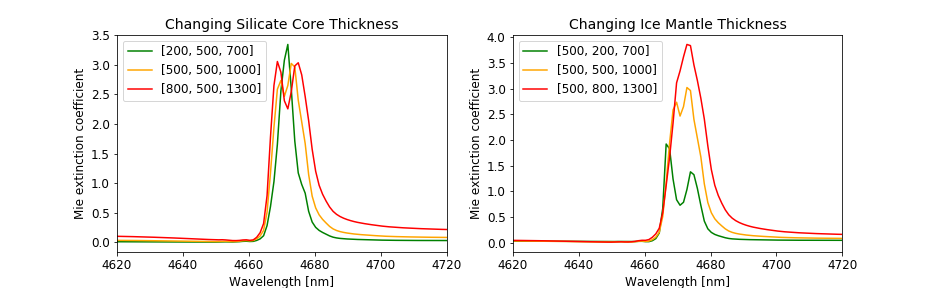 Changing Silicate Core Thickness
Mie extinction coefficient
3.5
3.0
2.5
2.0
1.5
1.0
0.5
0.0
[200, 500, 700]
[500, 500, 1000]
[800, 500, 1300]
4620 4640 4660 4680 4700 4720
Wavelength [nm]
Changing Ice Mantle Thickness
Mie extinction coefficient
4.0
3.5
3.0
2.5
2.0
1.5
1.0
0.5
0.0
[500, 200, 700]
[500, 500, 1000]
[500, 800, 1300]
4620 4640 4660 4680 4700 4720
Wavelength [nm]